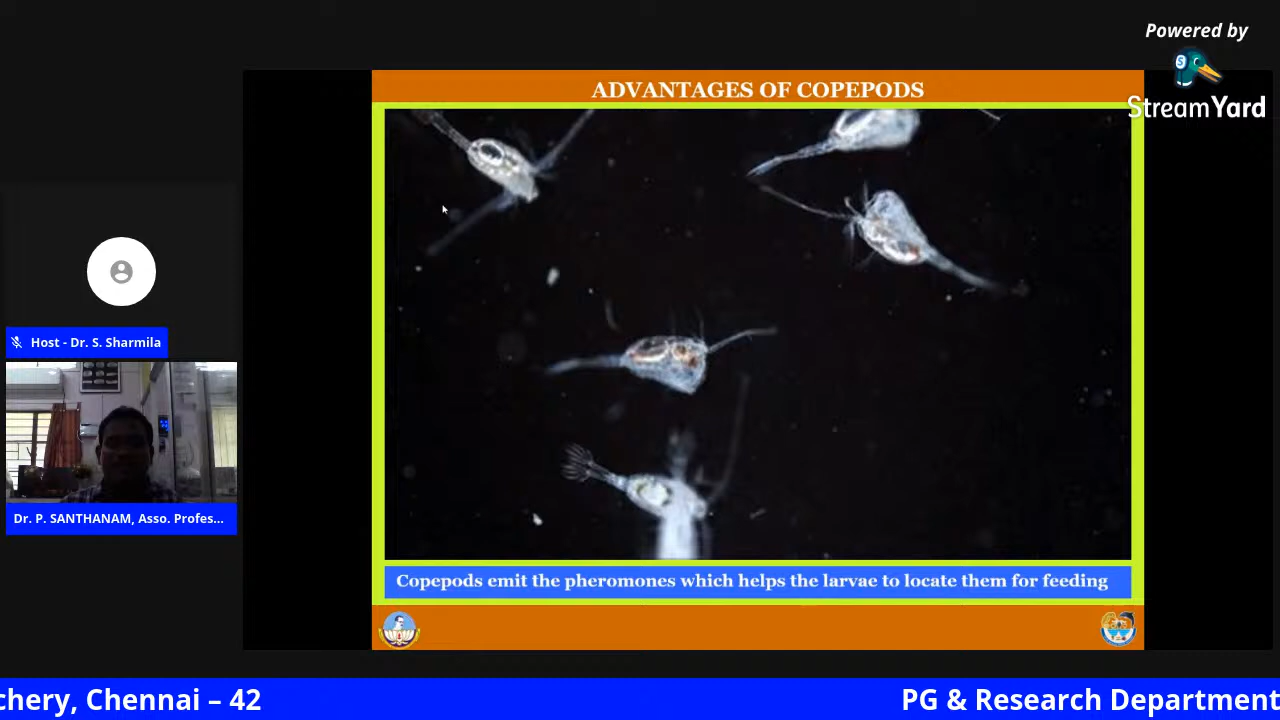 Powered by
StreamYard
ADVANTAGES OF COPEPODS
Host - Dr. S. Sharmila
Dr. P. SANTHANAM, Asso. Profes...
Copepods emit the pheromones which helps the larvae to locate them for feeding
chery, Chennai – 42
PG & Research Department